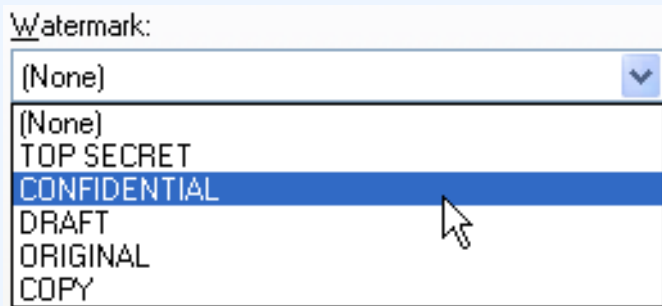 Watermark:
(None)
(None)
TOP SECRET
CONFIDENTIAL
DRAFT
ORIGINAL
COPY